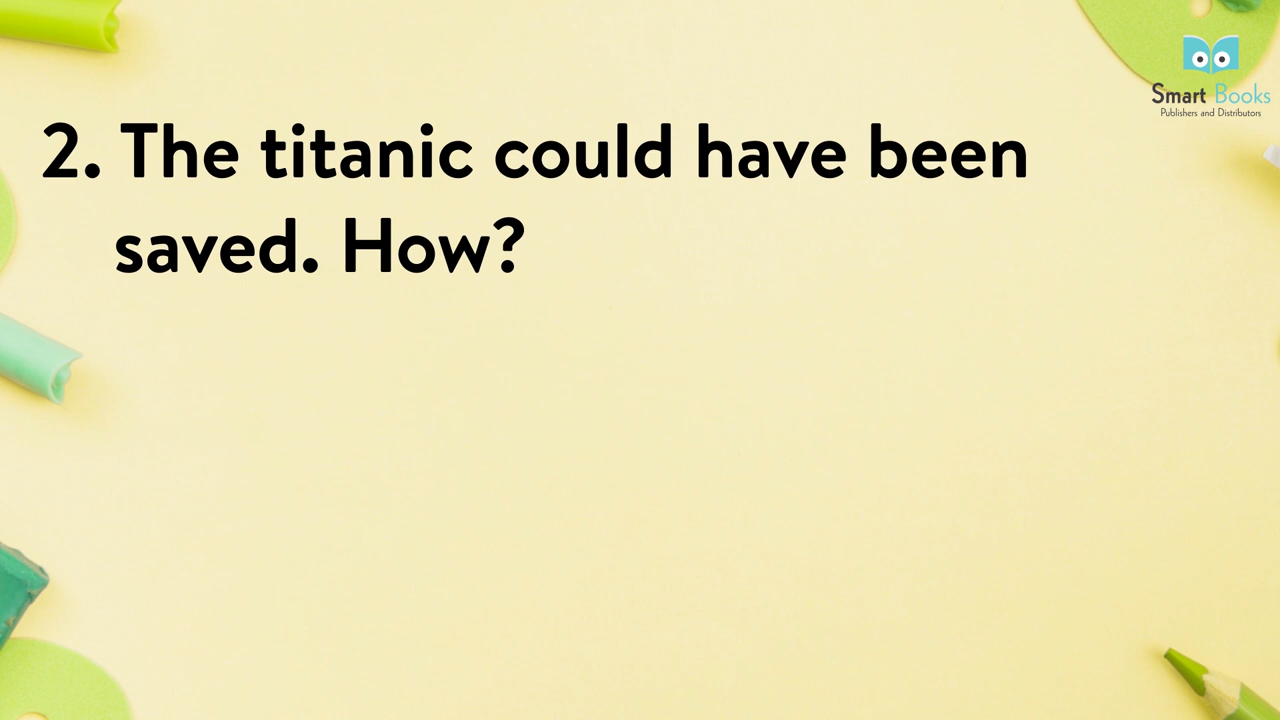 Smart Books
Publishers and Distributors
2. The titanic could have been
saved. How?